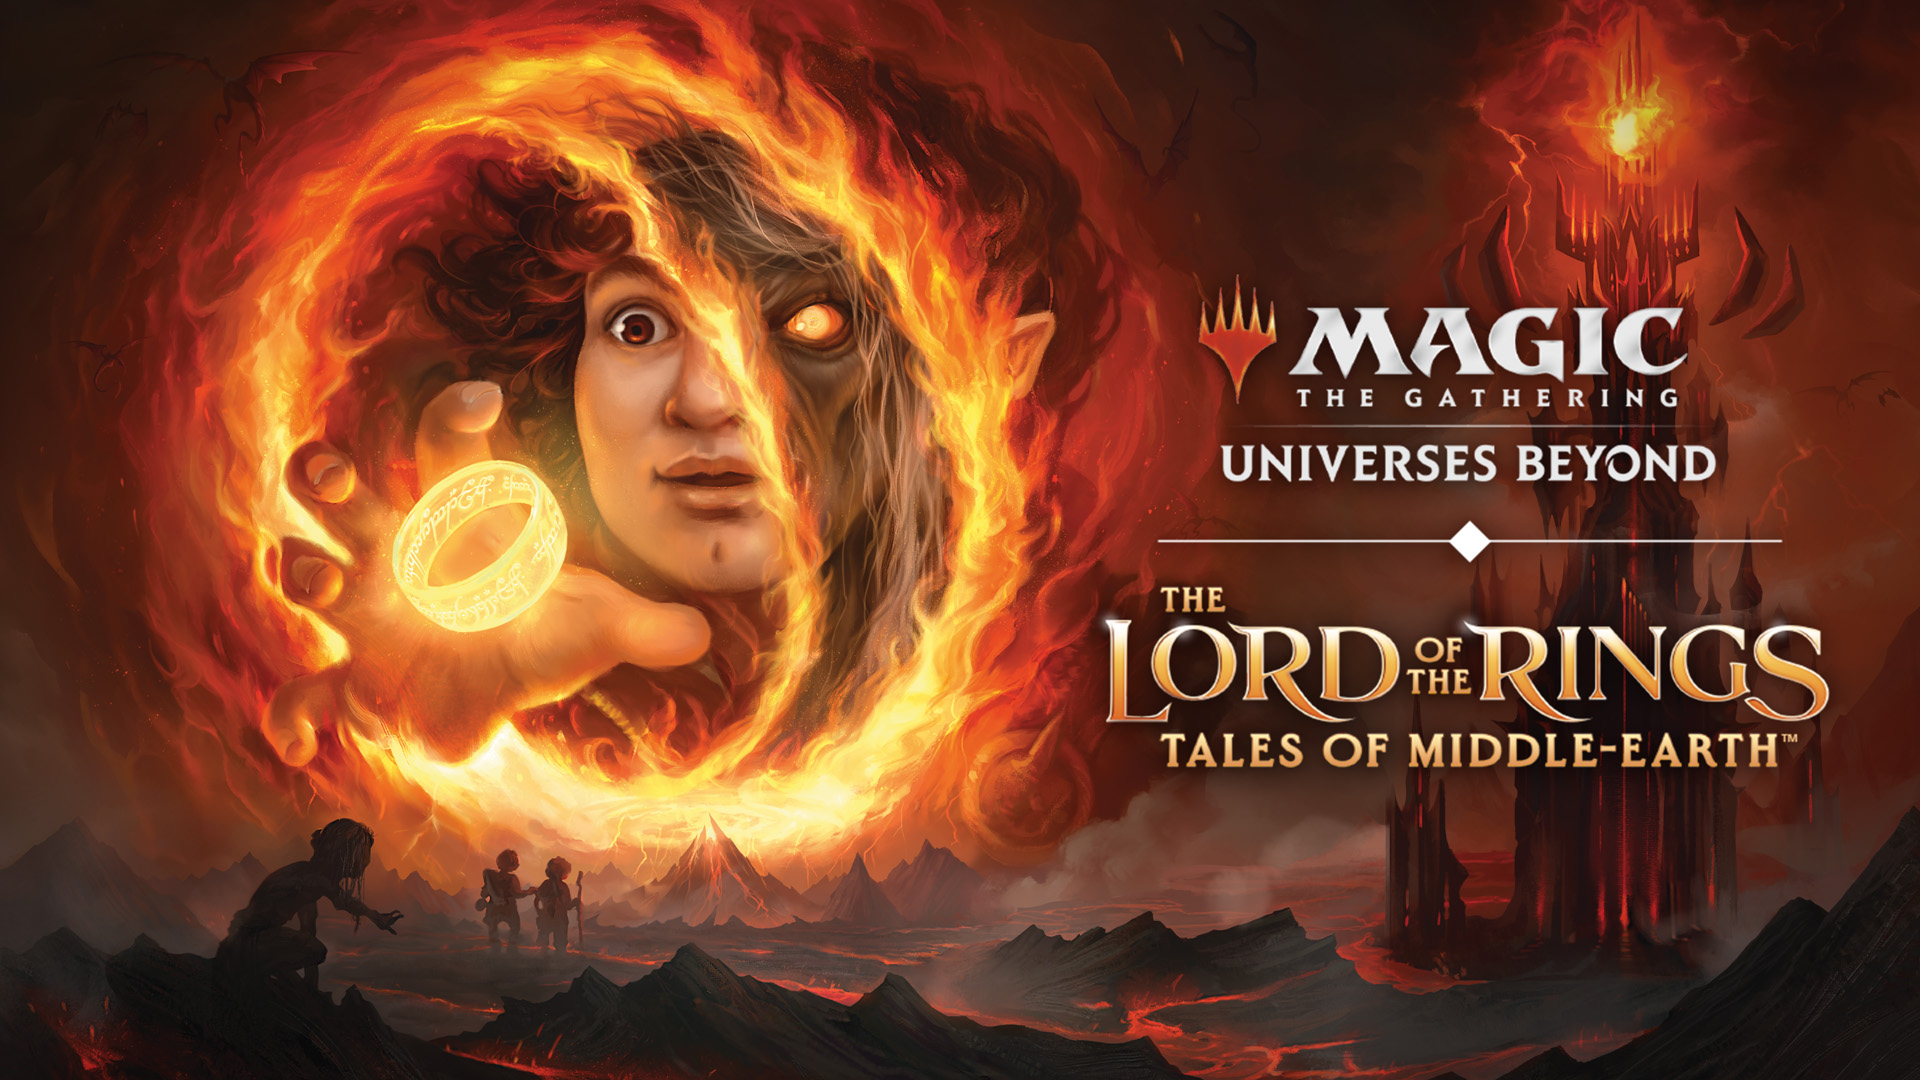 MAGIC
THE GATHERING
UNIVERSES BEYOND
THE
LORD OF THE RINGS
TALES OF MIDDLE-EARTH™